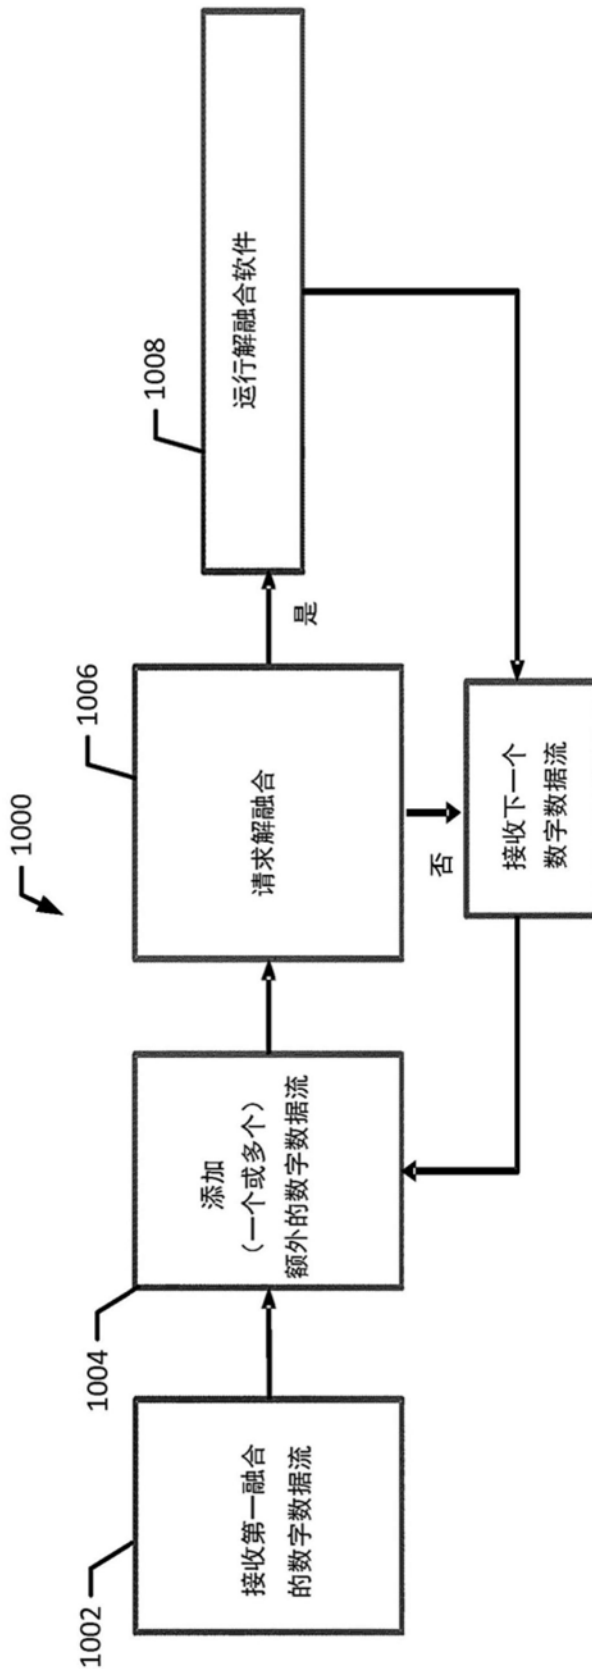 1000
1002
接收第一融合
的数字数据流
1004
添加
（一个或多个）
额外的数字数据流
1006
请求解融合
是
否
1008
运行解融合软件
接收下一个
数字数据流